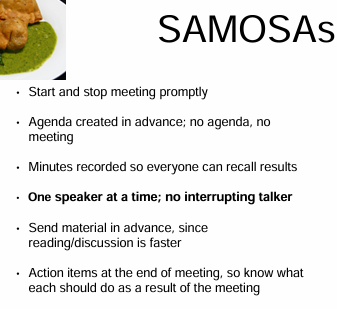 SAMOSAs
• Start and stop meeting promptly
• Agenda created in advance; no agenda, no
meeting
• Minutes recorded so everyone can recall results
• One speaker at a time; no interrupting talker
• Send material in advance, since
reading/discussion is faster
• Action items at the end of meeting, so know what
each should do as a result of the meeting